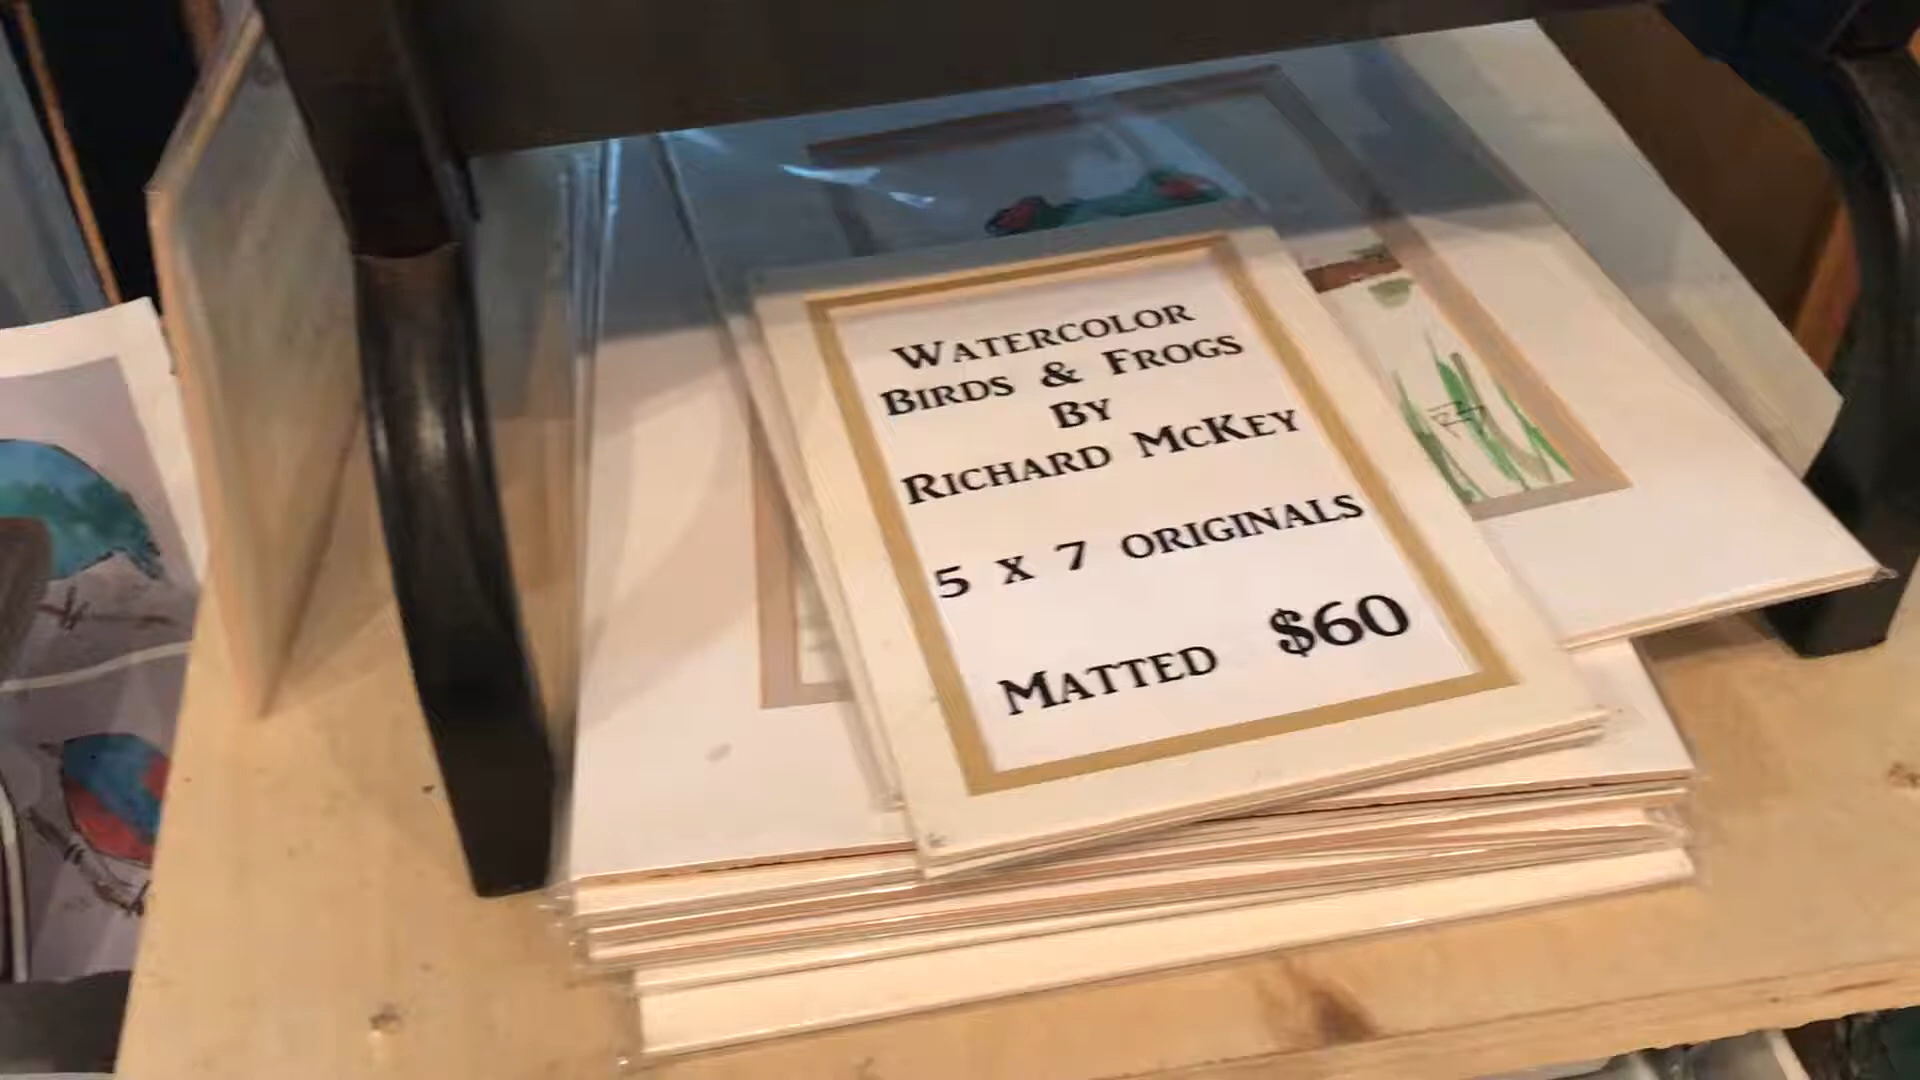 WATERCOLOR
BIRDS & FROGS
BY
RICHARD MCKEY
5 X 7 ORIGINALS
MATTED $60